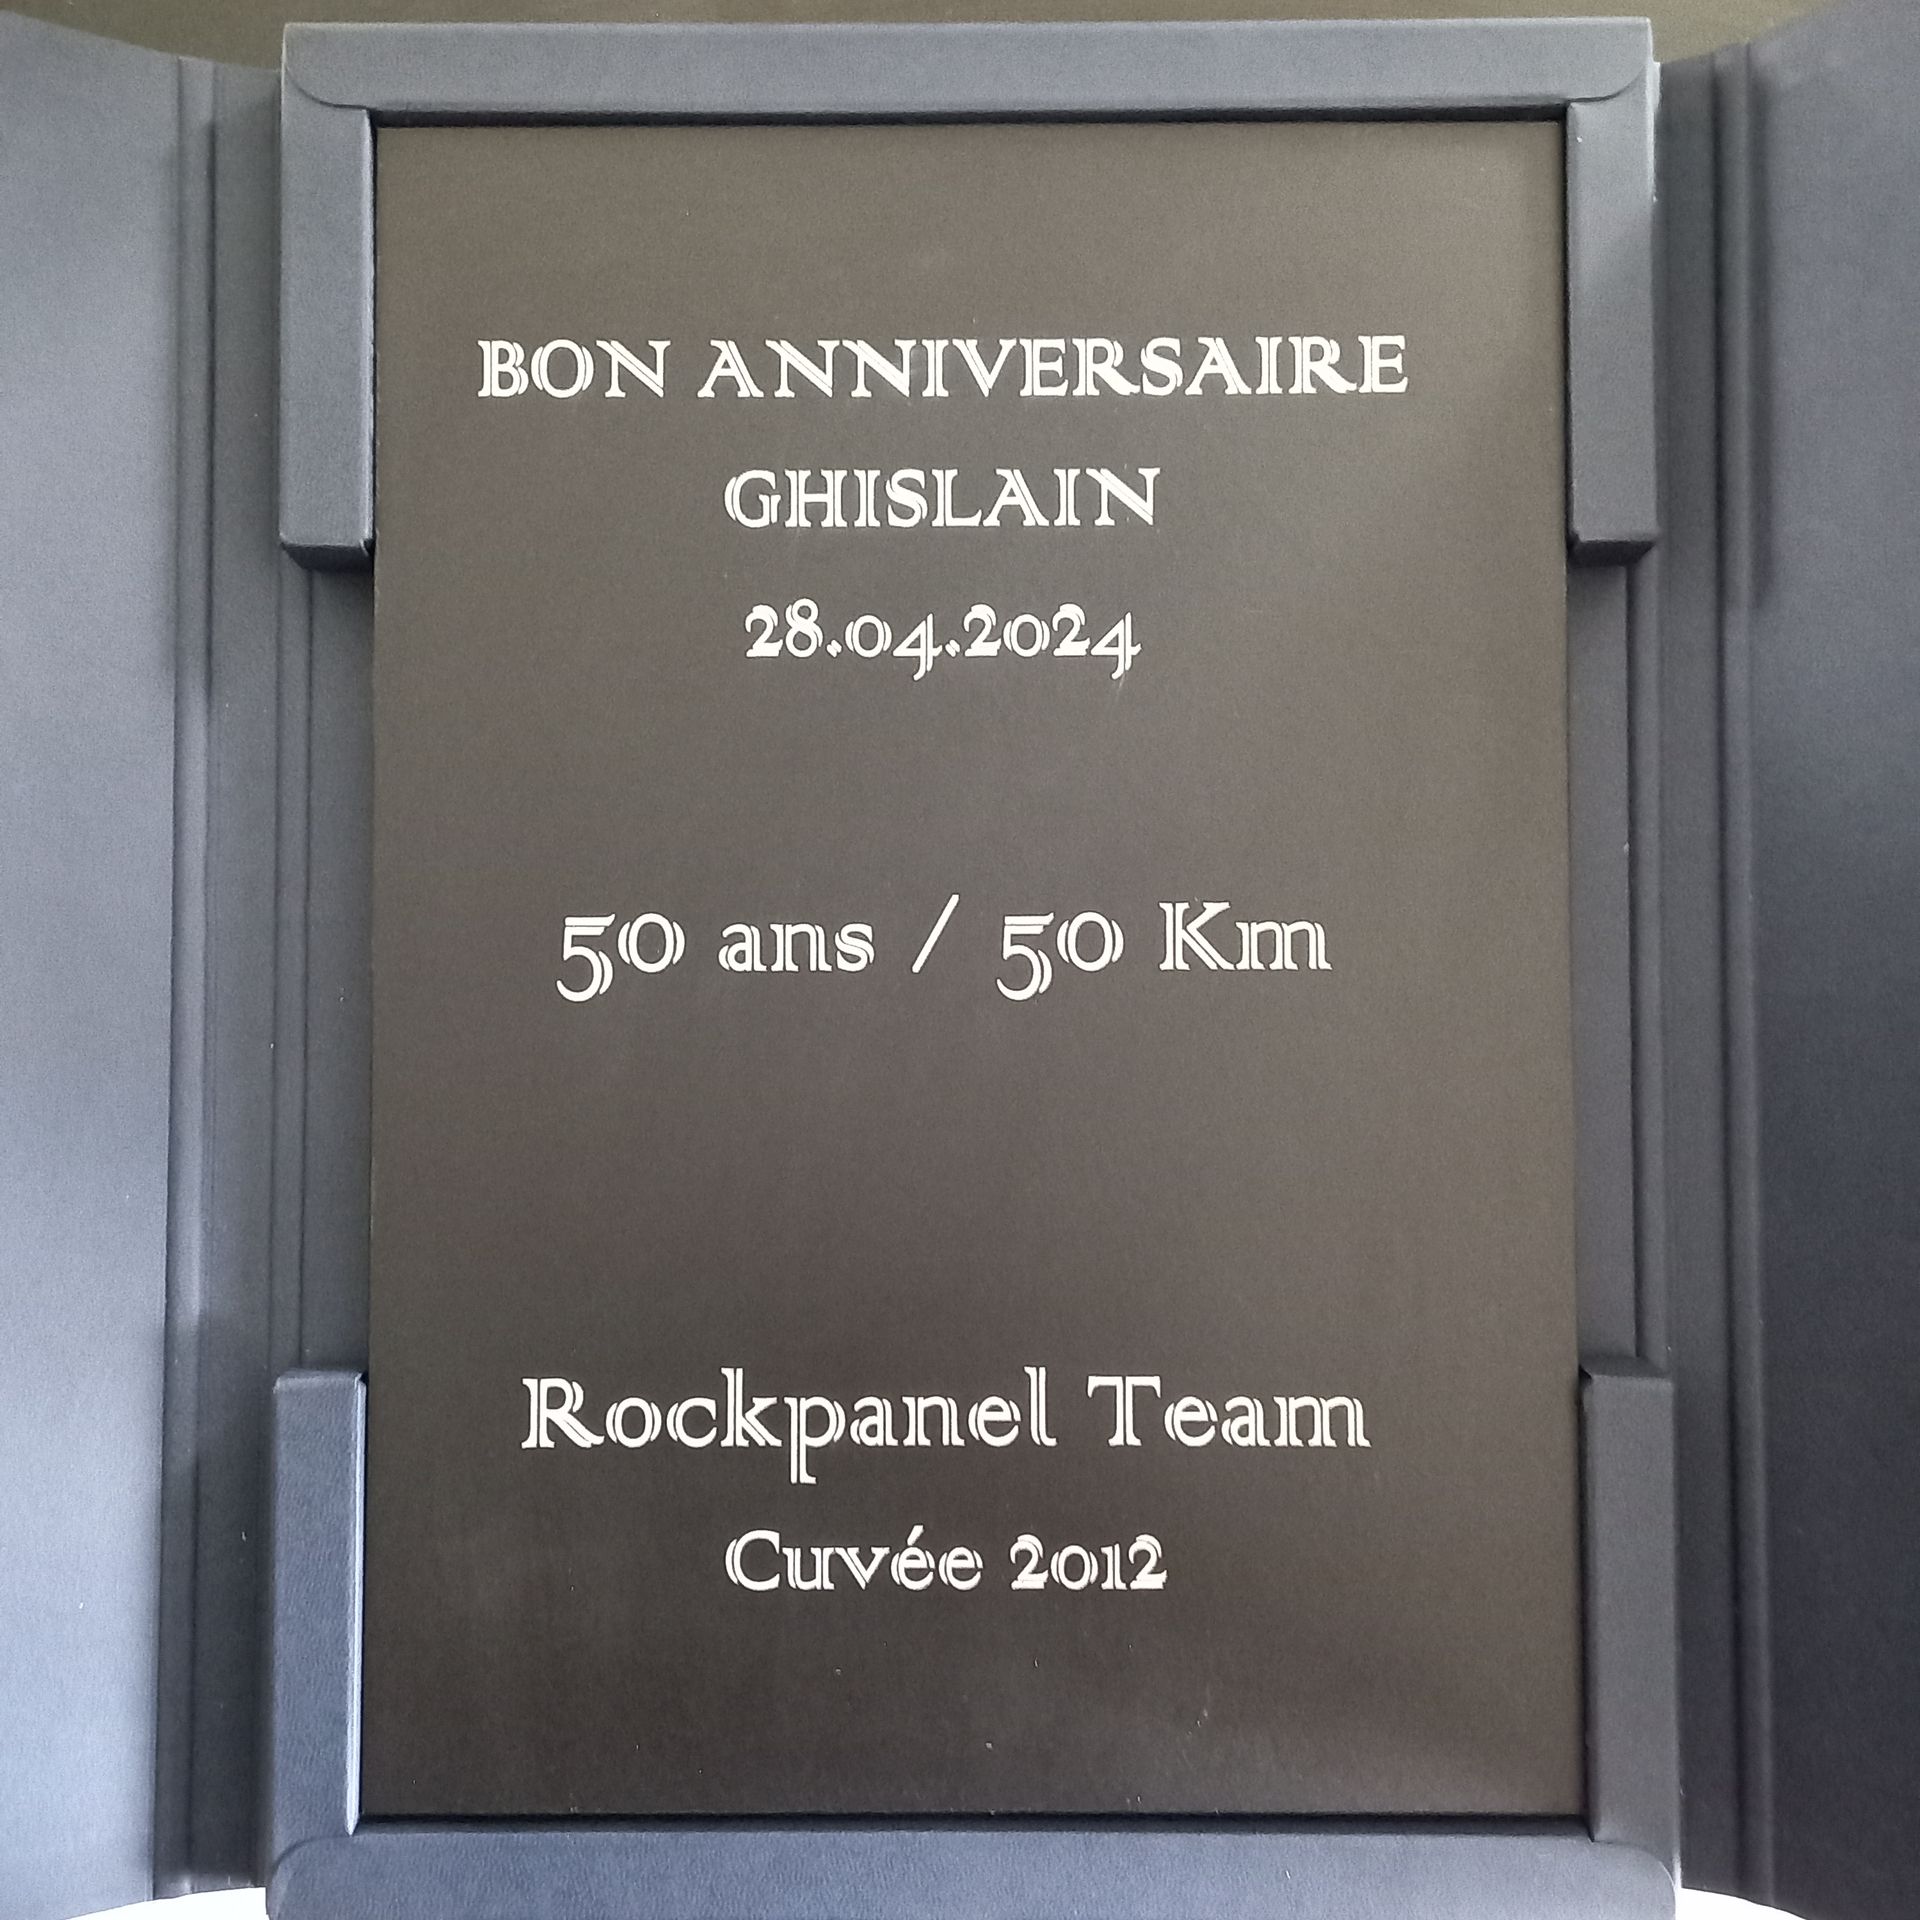 BON ANNIVERSAIRE
GHISLAIN
28.04.2024
50 ans / 50 Km
Rockpanel Team
Cuvée 2012